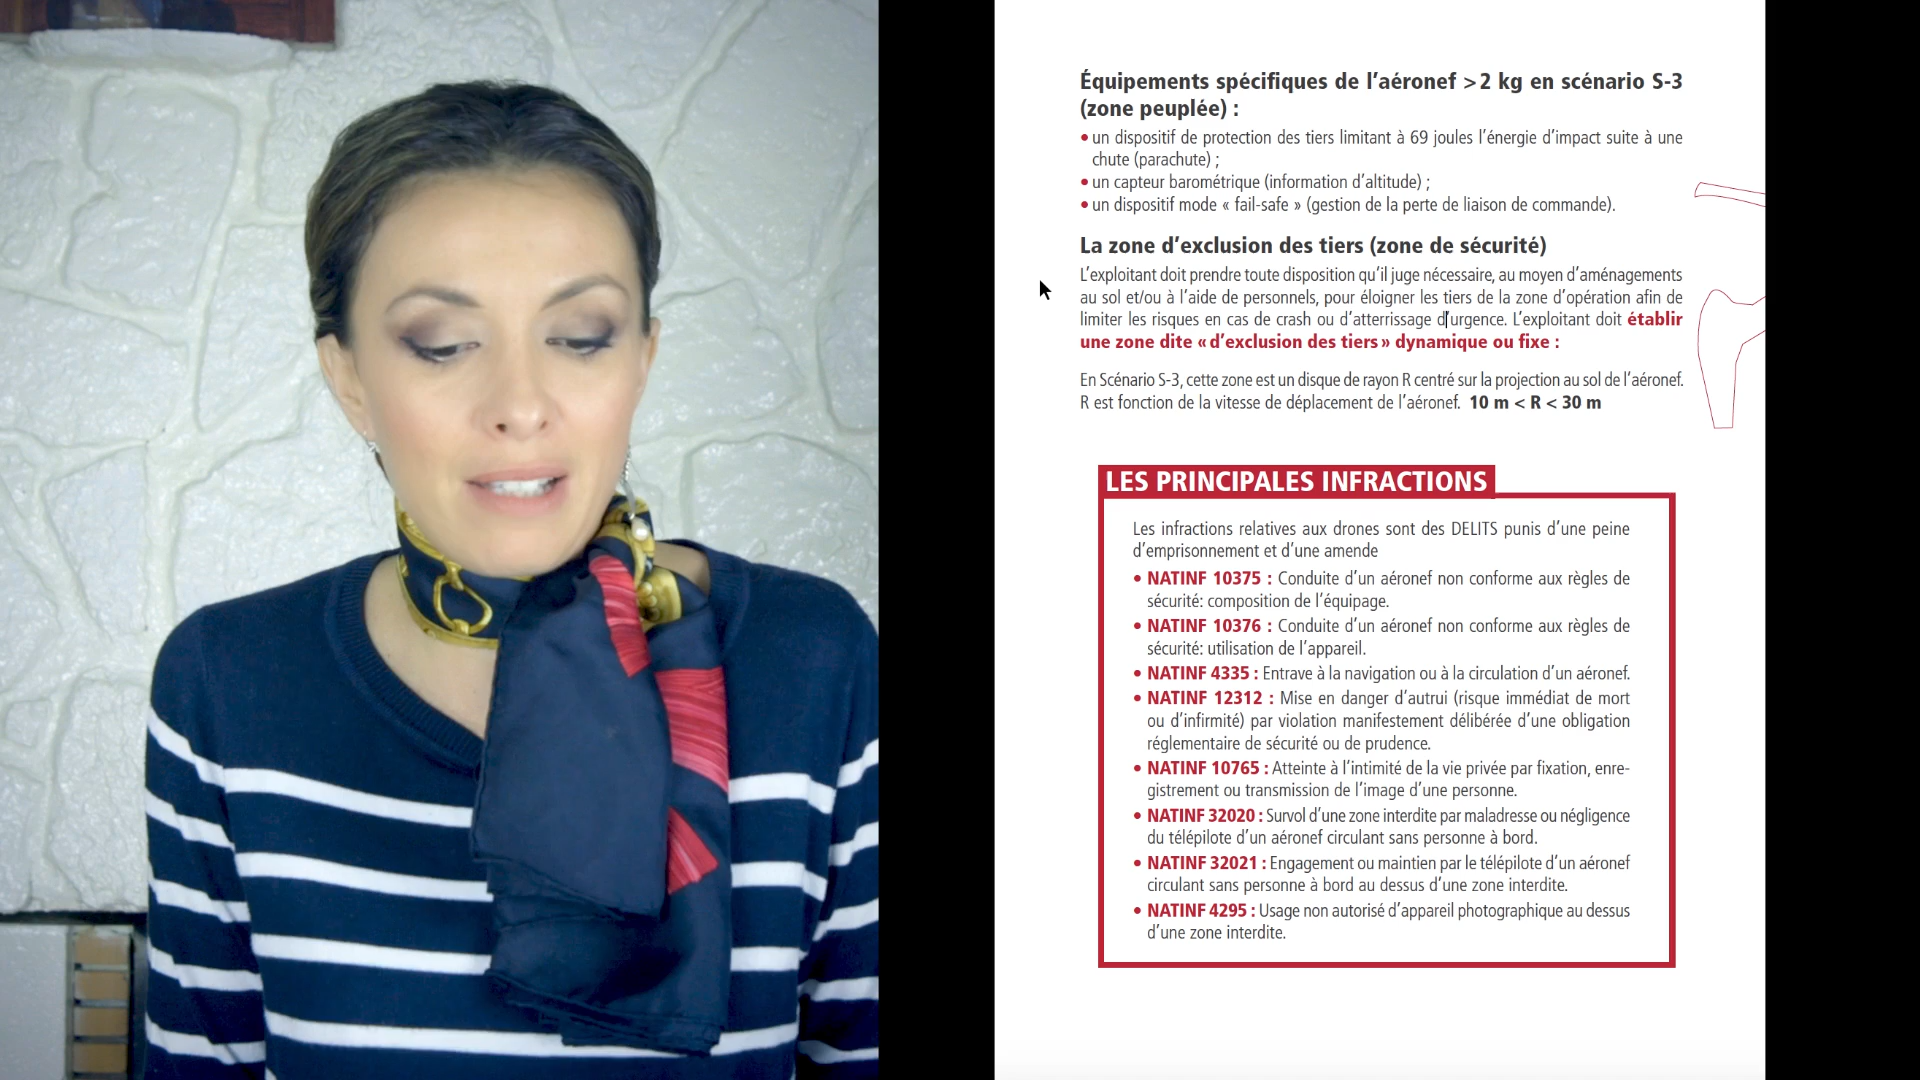 Équipements spécifiques de l’aéronef > 2 kg en scénario S-3
(zone peuplée) :
• un dispositif de protection des tiers limitant à 69 joules l’énergie d’impact suite à une
chute (parachute) ;
• un capteur barométrique (information d’altitude) ;
• un dispositif mode « fail-safe » (gestion de la perte de liaison de commande).
La zone d’exclusion des tiers (zone de sécurité)
L’exploitant doit prendre toute disposition qu’il juge nécessaire, au moyen d’aménagements
au sol et/ou à l’aide de personnels, pour éloigner les tiers de la zone d’opération afin de
limiter les risques en cas de crash ou d’atterrissage d’urgence. L’exploitant doit établir
une zone dite « d’exclusion des tiers » dynamique ou fixe :
En Scénario S-3, cette zone est un disque de rayon R centré sur la projection au sol de l’aéronef.
R est fonction de la vitesse de déplacement de l’aéronef. 10 m < R < 30 m
LES PRINCIPALES INFRACTIONS
Les infractions relatives aux drones sont des DELITS punis d’une peine
d’emprisonnement et d’une amende
• NATINF 10375 : Conduite d’un aéronef non conforme aux règles de
sécurité: composition de l’équipage.
• NATINF 10376 : Conduite d’un aéronef non conforme aux règles de
sécurité: utilisation de l’appareil.
• NATINF 4335 : Entrave à la navigation ou à la circulation d’un aéronef.
• NATINF 12312 : Mise en danger d’autrui (risque immédiat de mort
ou d’infirmité) par violation manifestement délibérée d’une obligation
réglementaire de sécurité ou de prudence.
• NATINF 10765 : Atteinte à l’intimité de la vie privée par fixation, enre-
gistrement ou transmission de l’image d’une personne.
• NATINF 32020 : Survol d’une zone interdite par maladresse ou négligence
du télépilote d’un aéronef circulant sans personne à bord.
• NATINF 32021 : Engagement ou maintien par le télépilote d’un aéronef
circulant sans personne à bord au dessus d’une zone interdite.
• NATINF 4295 : Usage non autorisé d’appareil photographique au dessus
d’une zone interdite.